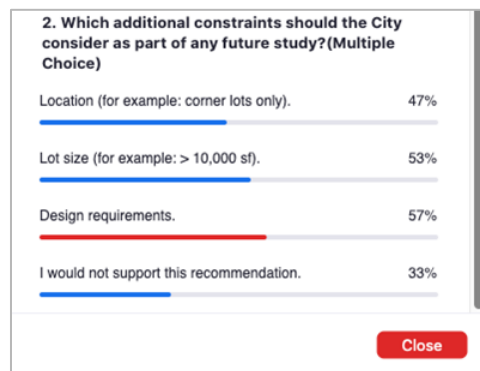 2. Which additional constraints should the City
consider as part of any future study?(Multiple
Choice)
Location (for example: corner lots only). 47%
Lot size (for example: > 10,000 sf). 53%
Design requirements. 57%
I would not support this recommendation. 33%
Close